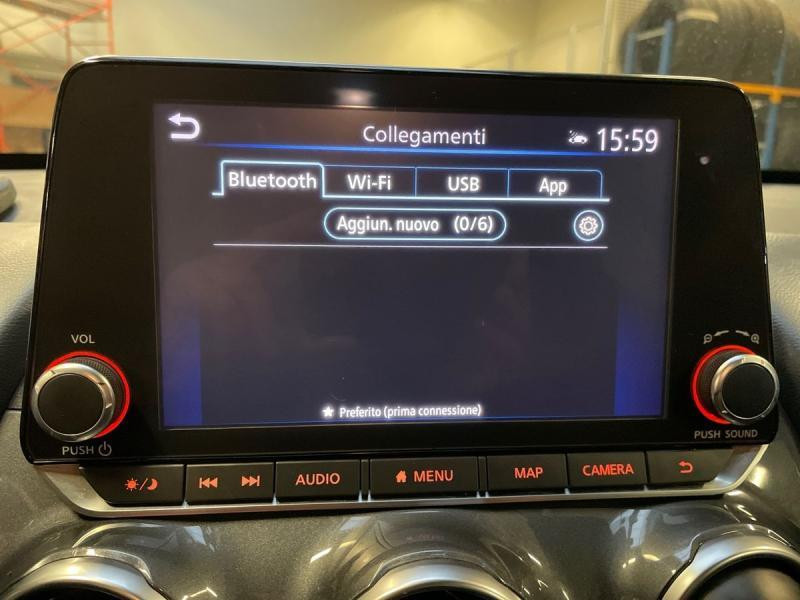 Collegamenti 15:59
Bluetooth Wi-Fi USB App
Aggiun. nuovo (0/6)
★ Preferito (prima connessione)
VOL
PUSH
PUSH SOUND
AUDIO MENU MAP CAMERA